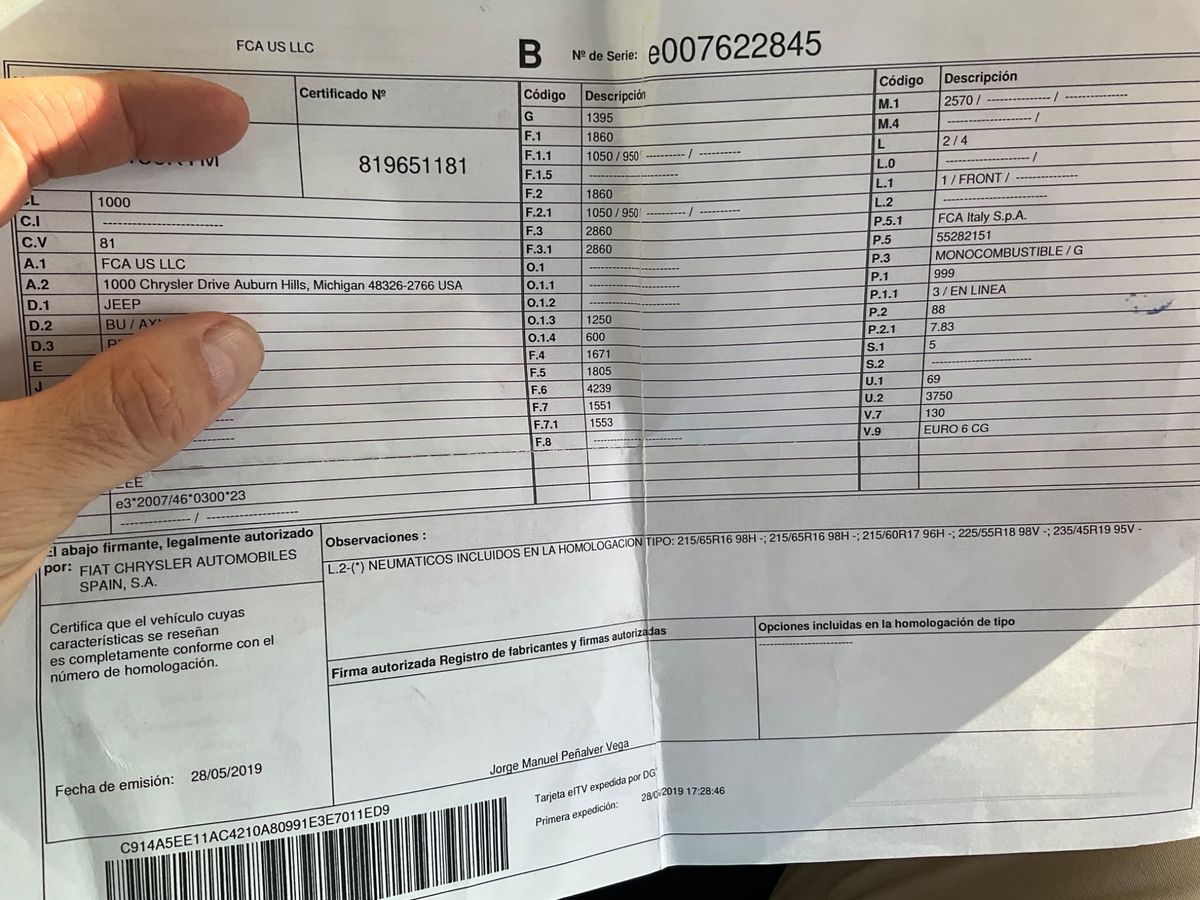 FCA US LLC
B Nº de Serie: e007622845
Certificado Nº
819651181
CL 1000
C.I ------------------------
C.V 81
A.1 FCA US LLC
A.2 1000 Chrysler Drive Auburn Hills, Michigan 48326-2766 USA
D.1 JEEP
D.2 BU /
D.3
E
J
e3*2007/46*0300*23
-------------- / ------------------
Código Descripción
G 1395
F.1 1860
F.1.1 1050 / 950 ---------- / ----------
F.1.5 ------------------
F.2 1860
F.2.1 1050 / 950 ---------- / ----------
F.3 2860
F.3.1 2860
O.1 ------------------
O.1.1 ------------------
O.1.2 ------------------
O.1.3 1250
O.1.4 600
F.4 1671
F.5 1805
F.6 4239
F.7 1551
F.7.1 1553
F.8 ------------------
Código Descripción
M.1 2570 / -------------- / --------------
M.4 ------------------ /
L 2 / 4
L.0 ------------------ /
L.1 1 / FRONT / --------------
L.2 ----------------------
P.5.1 FCA Italy S.p.A.
P.5 55282151
P.3 MONOCOMBUSTIBLE / G
P.1 999
P.1.1 3 / EN LINEA
P.2 88
P.2.1 7.83
S.1 5
S.2 ----------------------
U.1 69
U.2 3750
V.7 130
V.9 EURO 6 CG
El abajo firmante, legalmente autorizado
por: FIAT CHRYSLER AUTOMOBILES
SPAIN, S.A.
Certifica que el vehículo cuyas
características se reseñan
es completamente conforme con el
número de homologación.
Fecha de emisión: 28/05/2019
Observaciones :
L.2-(*) NEUMATICOS INCLUIDOS EN LA HOMOLOGACION TIPO: 215/65R16 98H -; 215/65R16 98H -; 215/60R17 96H -; 225/55R18 98V -; 235/45R19 95V -
Firma autorizada Registro de fabricantes y firmas autorizadas
Jorge Manuel Peñalver Vega
Opciones incluidas en la homologación de tipo
--------------------
Tarjeta eITV expedida por DG
Primera expedición: 28/0 /2019 17:28:46
C914A5EE11AC4210A80991E3E7011ED9